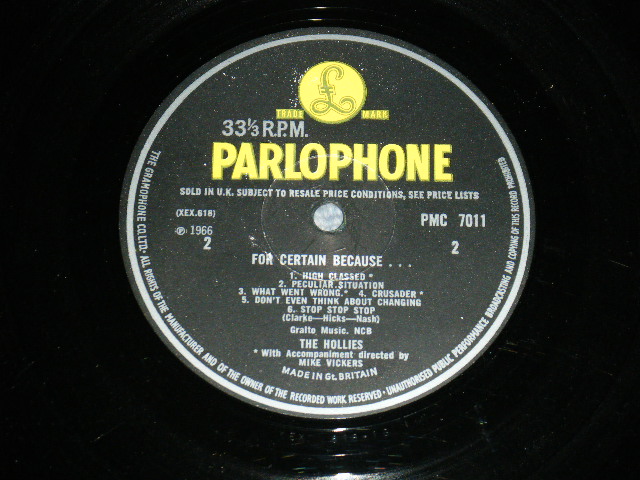 £
TRADE MARK
33⅓ R.P.M.
PARLOPHONE
SOLD IN U.K. SUBJECT TO RESALE PRICE CONDITIONS, SEE PRICE LISTS
(XEX.618)
PMC 7011
℗ 1966
2
2
FOR CERTAIN BECAUSE . . .
1. HIGH CLASSED *
2. PECULIAR SITUATION
3. WHAT WENT WRONG * 4. CRUSADER *
5. DON'T EVEN THINK ABOUT CHANGING
6. STOP STOP STOP
(Clarke—Hicks—Nash)
Gralto Music. NCB
THE HOLLIES
* With Accompaniment directed by
MIKE VICKERS
MADE IN Gt. BRITAIN
THE GRAMOPHONE CO. LTD. ALL RIGHTS OF THE MANUFACTURER AND OF THE OWNER OF THE RECORDED WORK RESERVED · UNAUTHORISED PUBLIC PERFORMANCE BROADCASTING AND COPYING OF THIS RECORD PROHIBITED